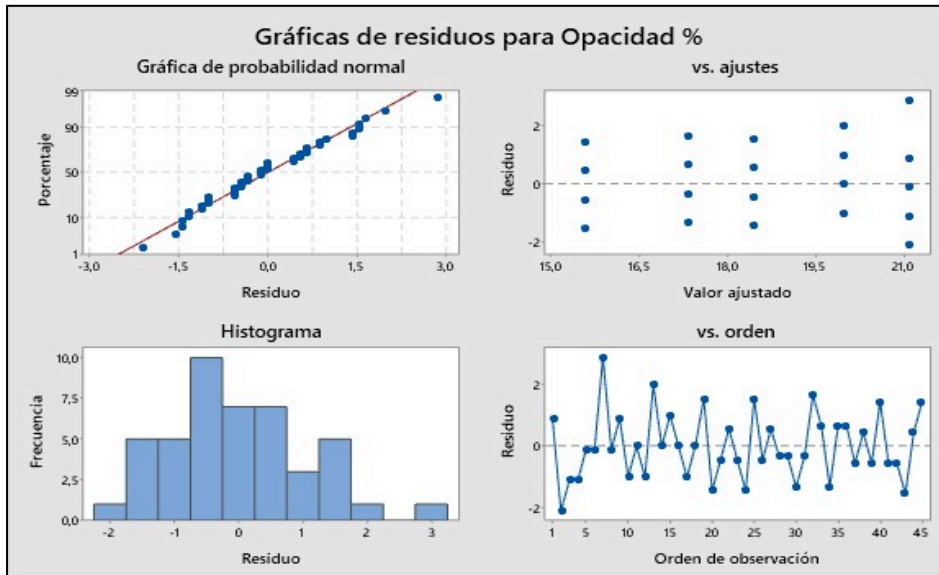 Gráficas de residuos para Opacidad %
Gráfica de probabilidad normal
99
90
50
10
1
Porcentaje
-3,0 -1,5 0,0 1,5 3,0
Residuo
vs. ajustes
2
0
-2
Residuo
15,0 16,5 18,0 19,5 21,0
Valor ajustado
Histograma
10,0
7,5
5,0
2,5
0,0
Frecuencia
-2 -1 0 1 2 3
Residuo
vs. orden
2
0
-2
Residuo
1 5 10 15 20 25 30 35 40 45
Orden de observación